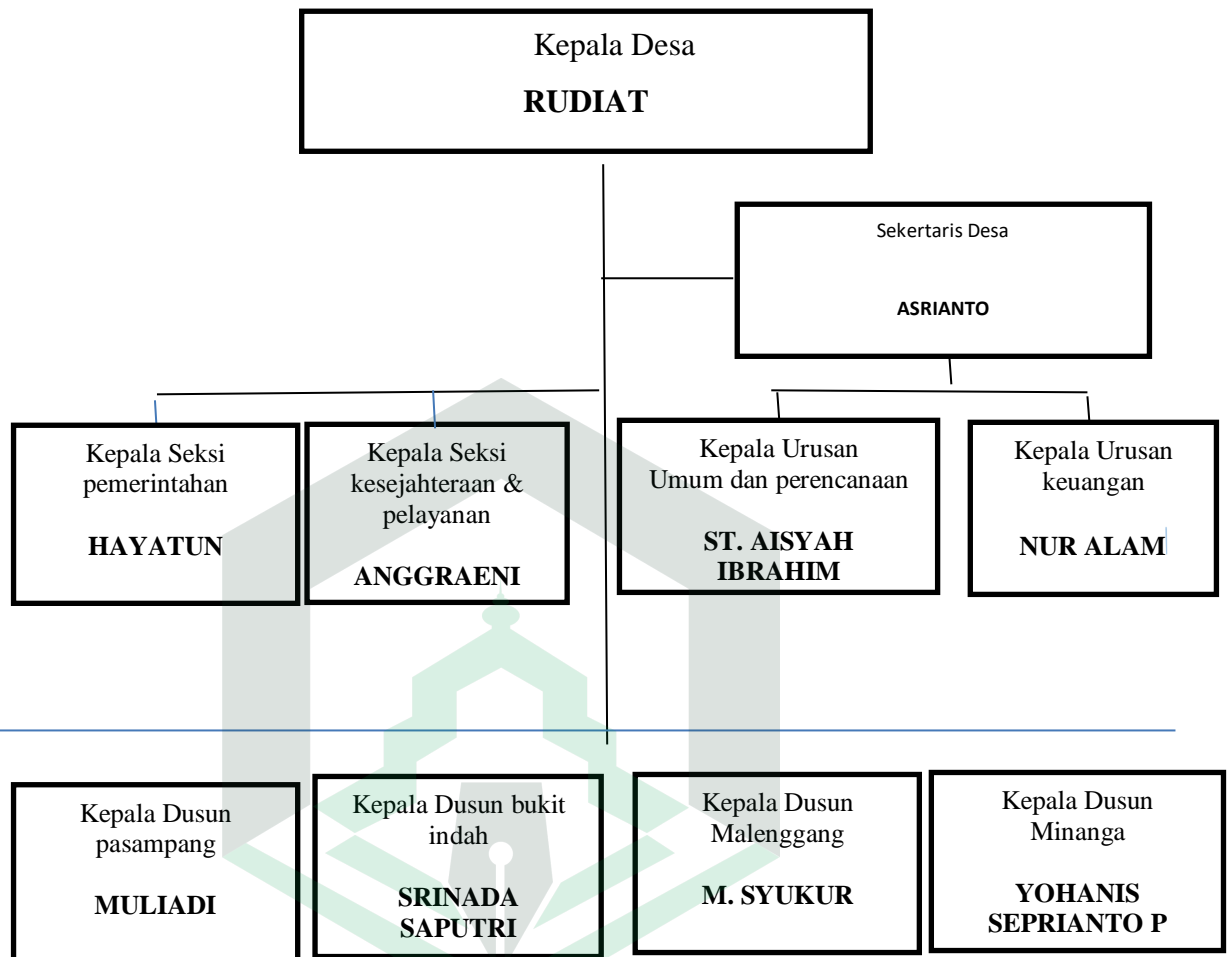 Kepala Desa
RUDIAT
Sekertaris Desa
ASRIANTO
Kepala Seksi
pemerintahan
HAYATUN
Kepala Seksi
kesejahteraan &
pelayanan
ANGGRAENI
Kepala Urusan
Umum dan perencanaan
ST. AISYAH
IBRAHIM
Kepala Urusan
keuangan
NUR ALAM
Kepala Dusun
pasampang
MULIADI
Kepala Dusun bukit
indah
SRINADA
SAPUTRI
Kepala Dusun
Malenggang
M. SYUKUR
Kepala Dusun
Minanga
YOHANIS
SEPRIANTO P